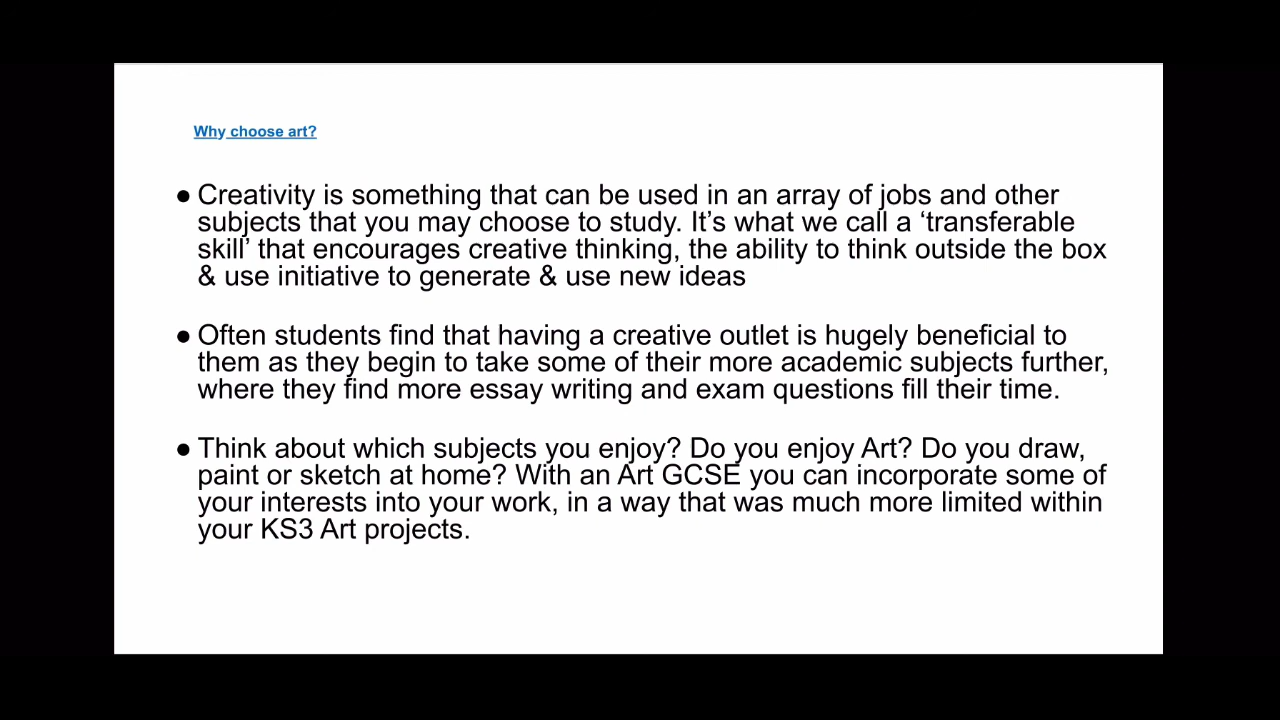 Why choose art?
● Creativity is something that can be used in an array of jobs and other
subjects that you may choose to study. It’s what we call a ‘transferable
skill’ that encourages creative thinking, the ability to think outside the box
& use initiative to generate & use new ideas
● Often students find that having a creative outlet is hugely beneficial to
them as they begin to take some of their more academic subjects further,
where they find more essay writing and exam questions fill their time.
● Think about which subjects you enjoy? Do you enjoy Art? Do you draw,
paint or sketch at home? With an Art GCSE you can incorporate some of
your interests into your work, in a way that was much more limited within
your KS3 Art projects.